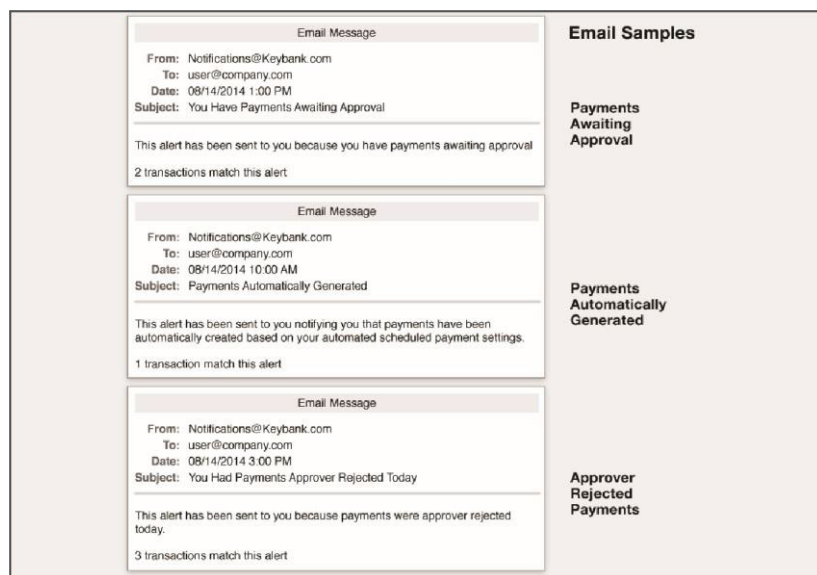 Email Samples
Email Message
From: Notifications@Keybank.com
To: user@company.com
Date: 08/14/2014 1:00 PM
Subject: You Have Payments Awaiting Approval
This alert has been sent to you because you have payments awaiting approval
2 transactions match this alert
Payments
Awaiting
Approval
Email Message
From: Notifications@Keybank.com
To: user@company.com
Date: 08/14/2014 10:00 AM
Subject: Payments Automatically Generated
This alert has been sent to you notifying you that payments have been
automatically created based on your automated scheduled payment settings.
1 transaction match this alert
Payments
Automatically
Generated
Email Message
From: Notifications@Keybank.com
To: user@company.com
Date: 08/14/2014 3:00 PM
Subject: You Had Payments Approver Rejected Today
This alert has been sent to you because payments were approver rejected
today.
3 transactions match this alert
Approver
Rejected
Payments